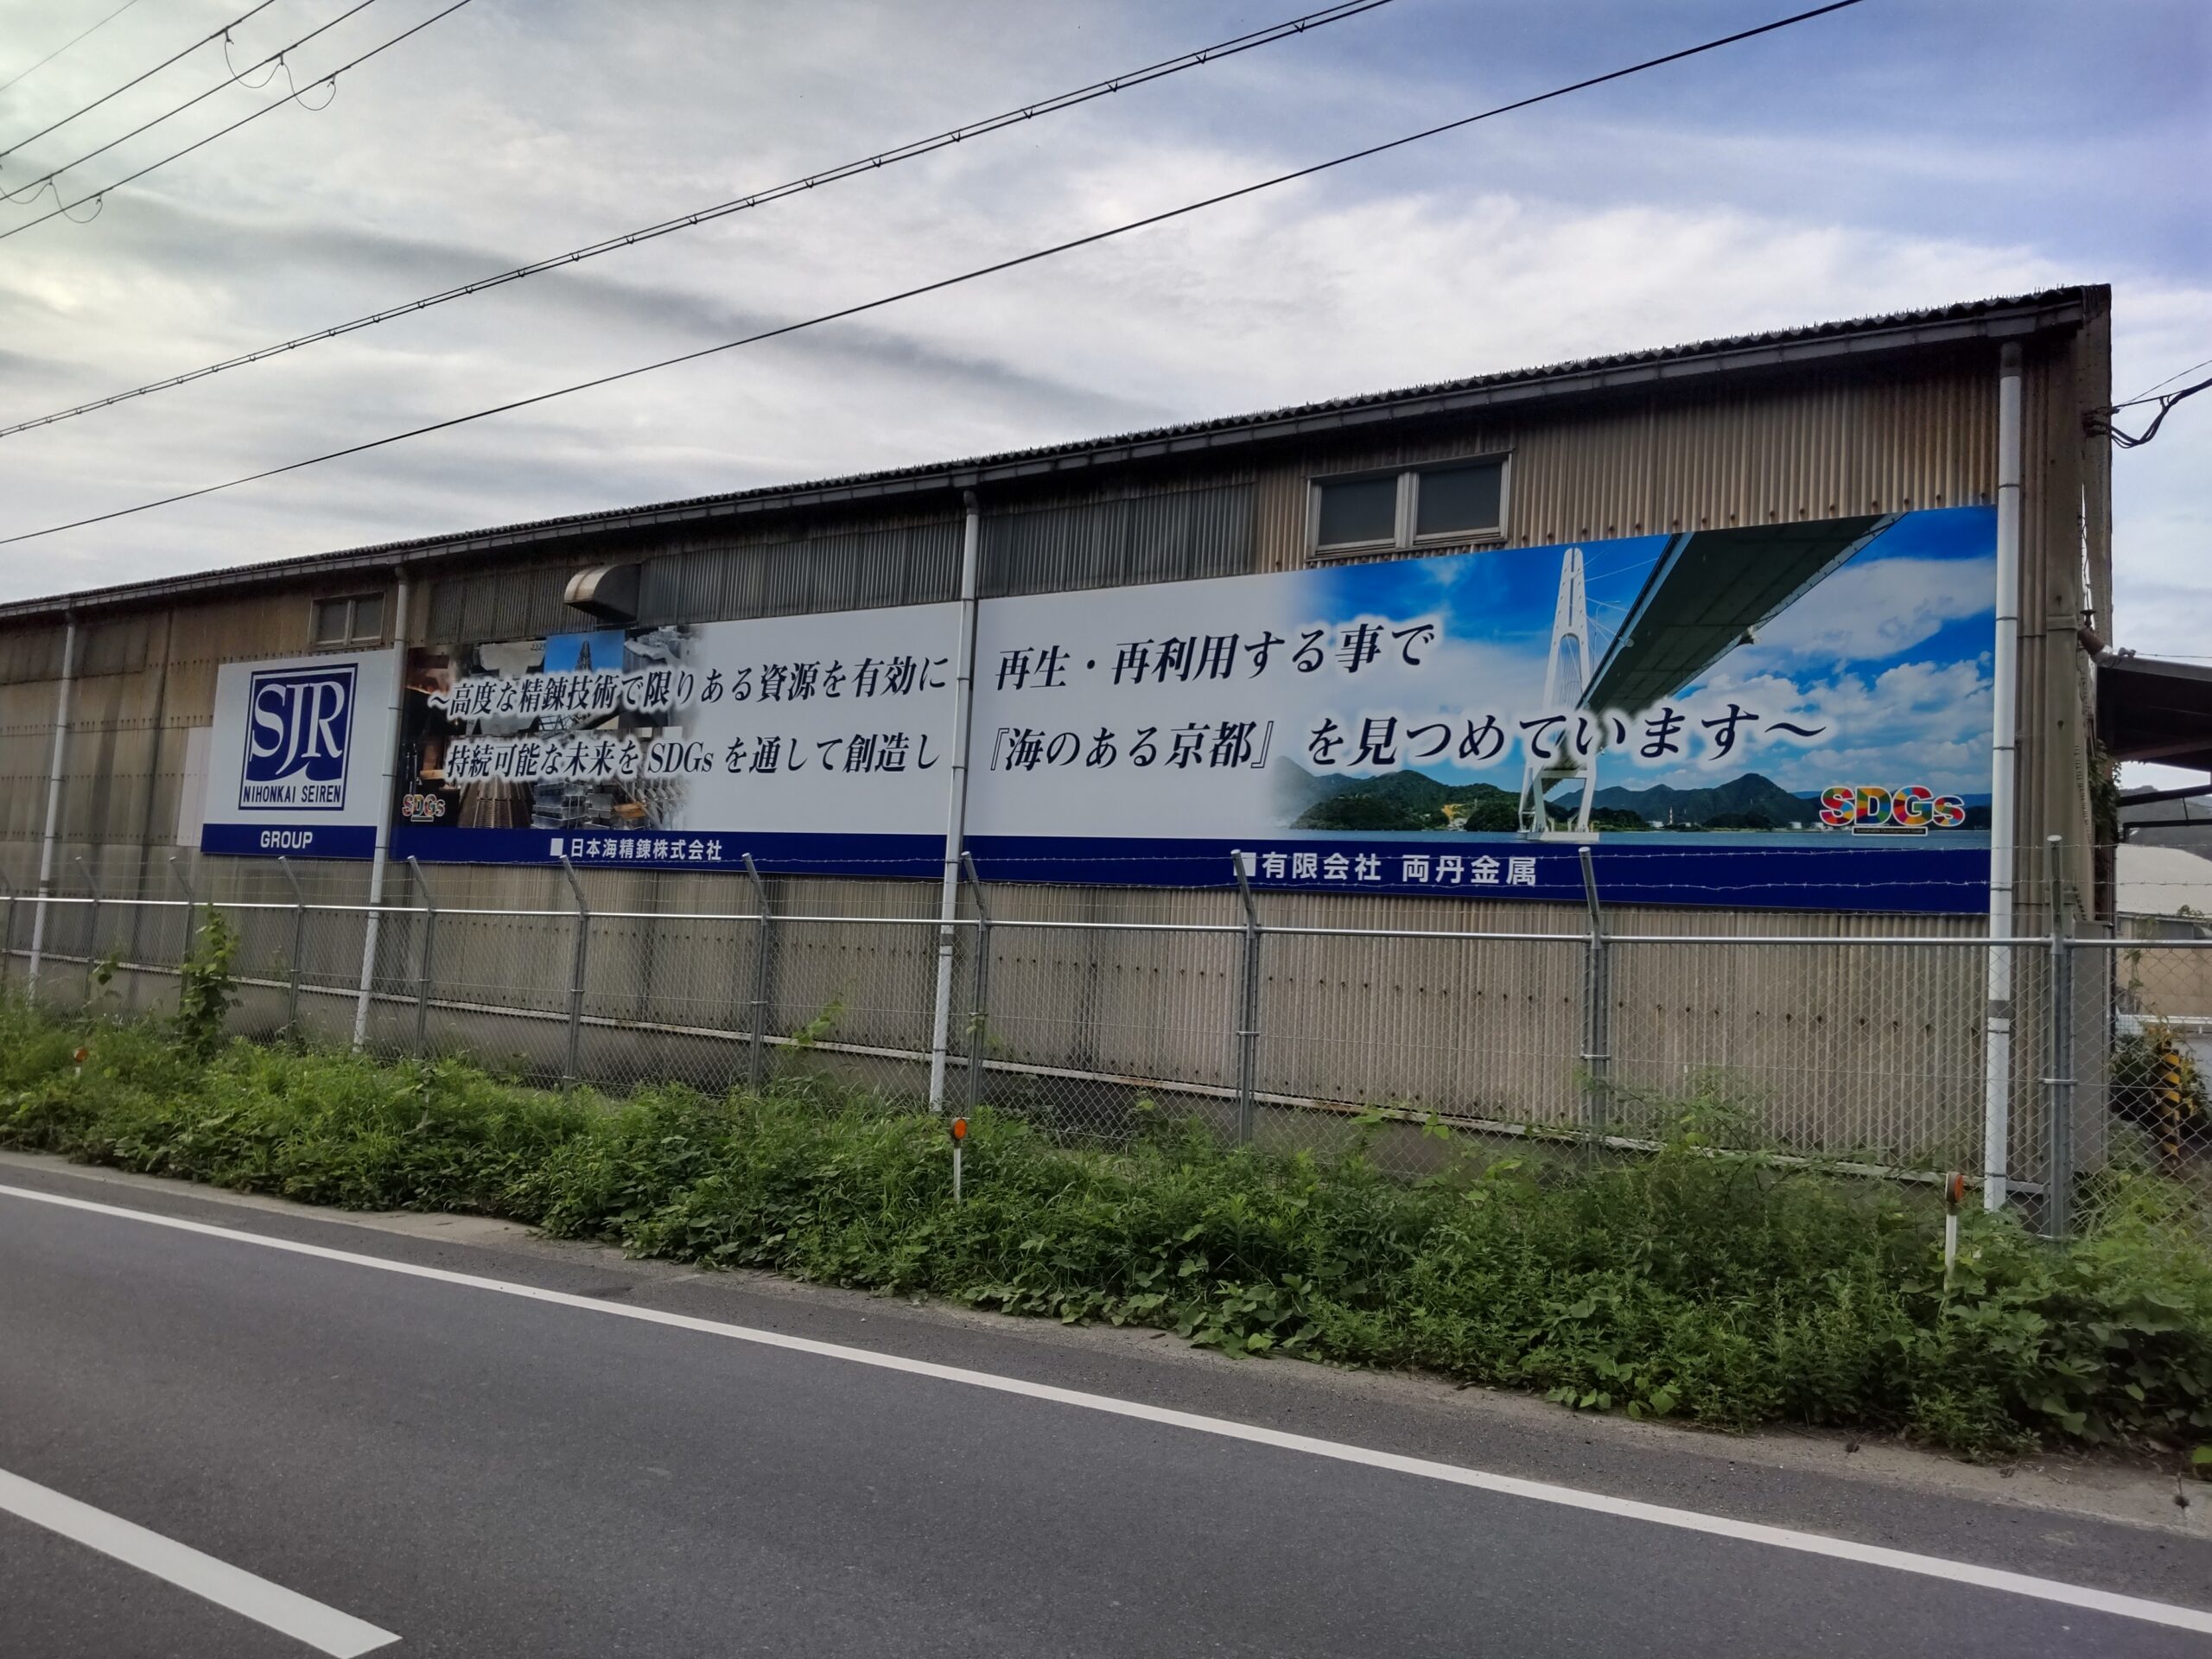 SJR
NIHONKAI SEIREN
GROUP
～高度な精錬技術で限りある資源を有効に 再生・再利用する事で
持続可能な未来を SDGs を通して創造し 『海のある京都』を見つめています～
SDGs
SDGs
■日本海精錬株式会社
■有限会社 両丹金属